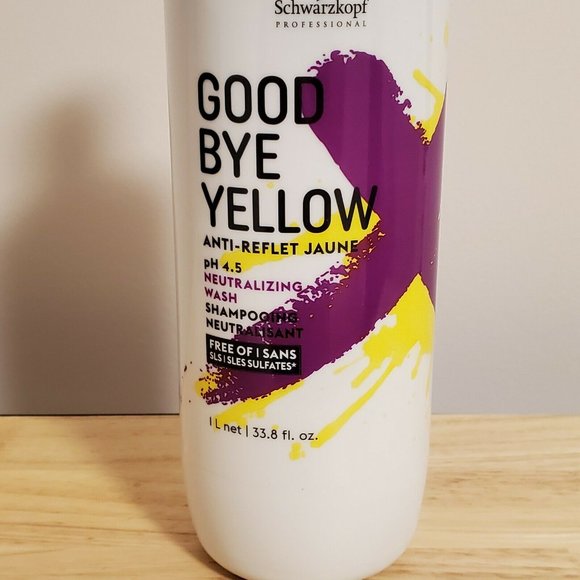 Schwarzkopf
PROFESSIONAL
GOOD
BYE
YELLOW
ANTI-REFLET JAUNE
pH 4.5
NEUTRALIZING
WASH
SHAMPOOING
NEUTRALISANT
FREE OF | SANS
SLS | SLES SULFATES*
1 L net | 33.8 fl. oz.